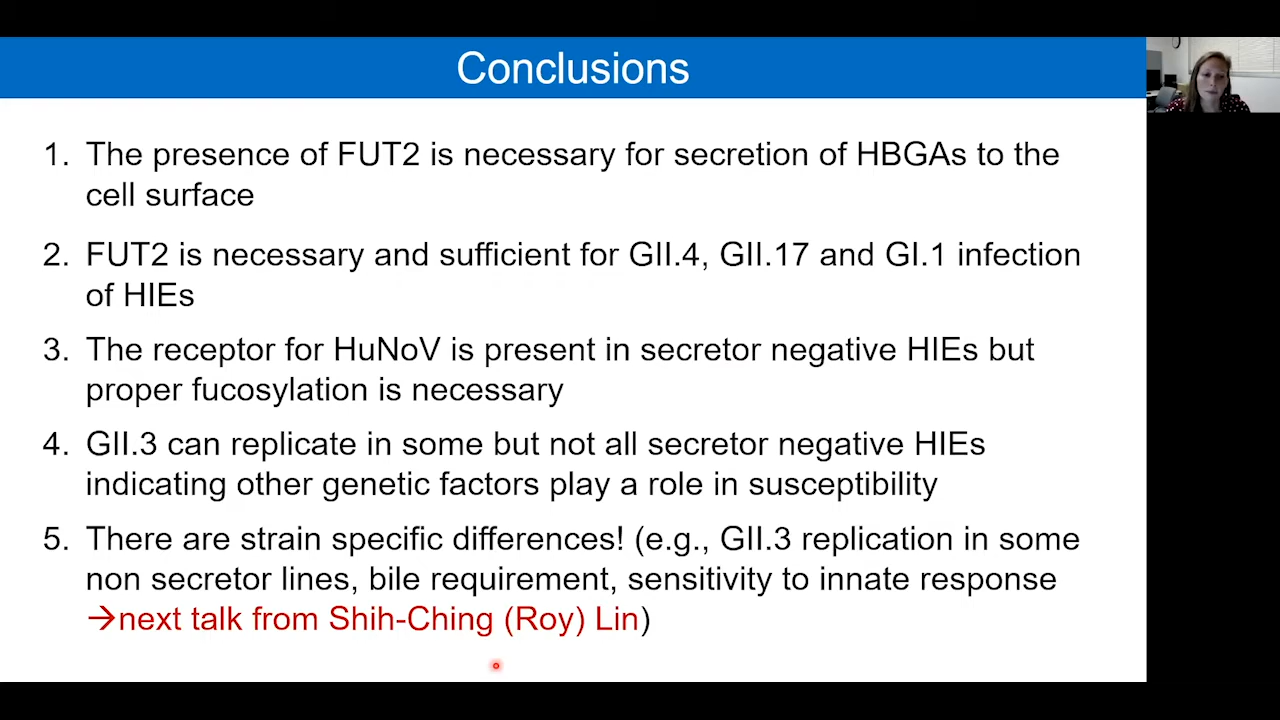 Conclusions
1. The presence of FUT2 is necessary for secretion of HBGAs to the
cell surface
2. FUT2 is necessary and sufficient for GII.4, GII.17 and GI.1 infection
of HIEs
3. The receptor for HuNoV is present in secretor negative HIEs but
proper fucosylation is necessary
4. GII.3 can replicate in some but not all secretor negative HIEs
indicating other genetic factors play a role in susceptibility
5. There are strain specific differences! (e.g., GII.3 replication in some
non secretor lines, bile requirement, sensitivity to innate response
→next talk from Shih-Ching (Roy) Lin)